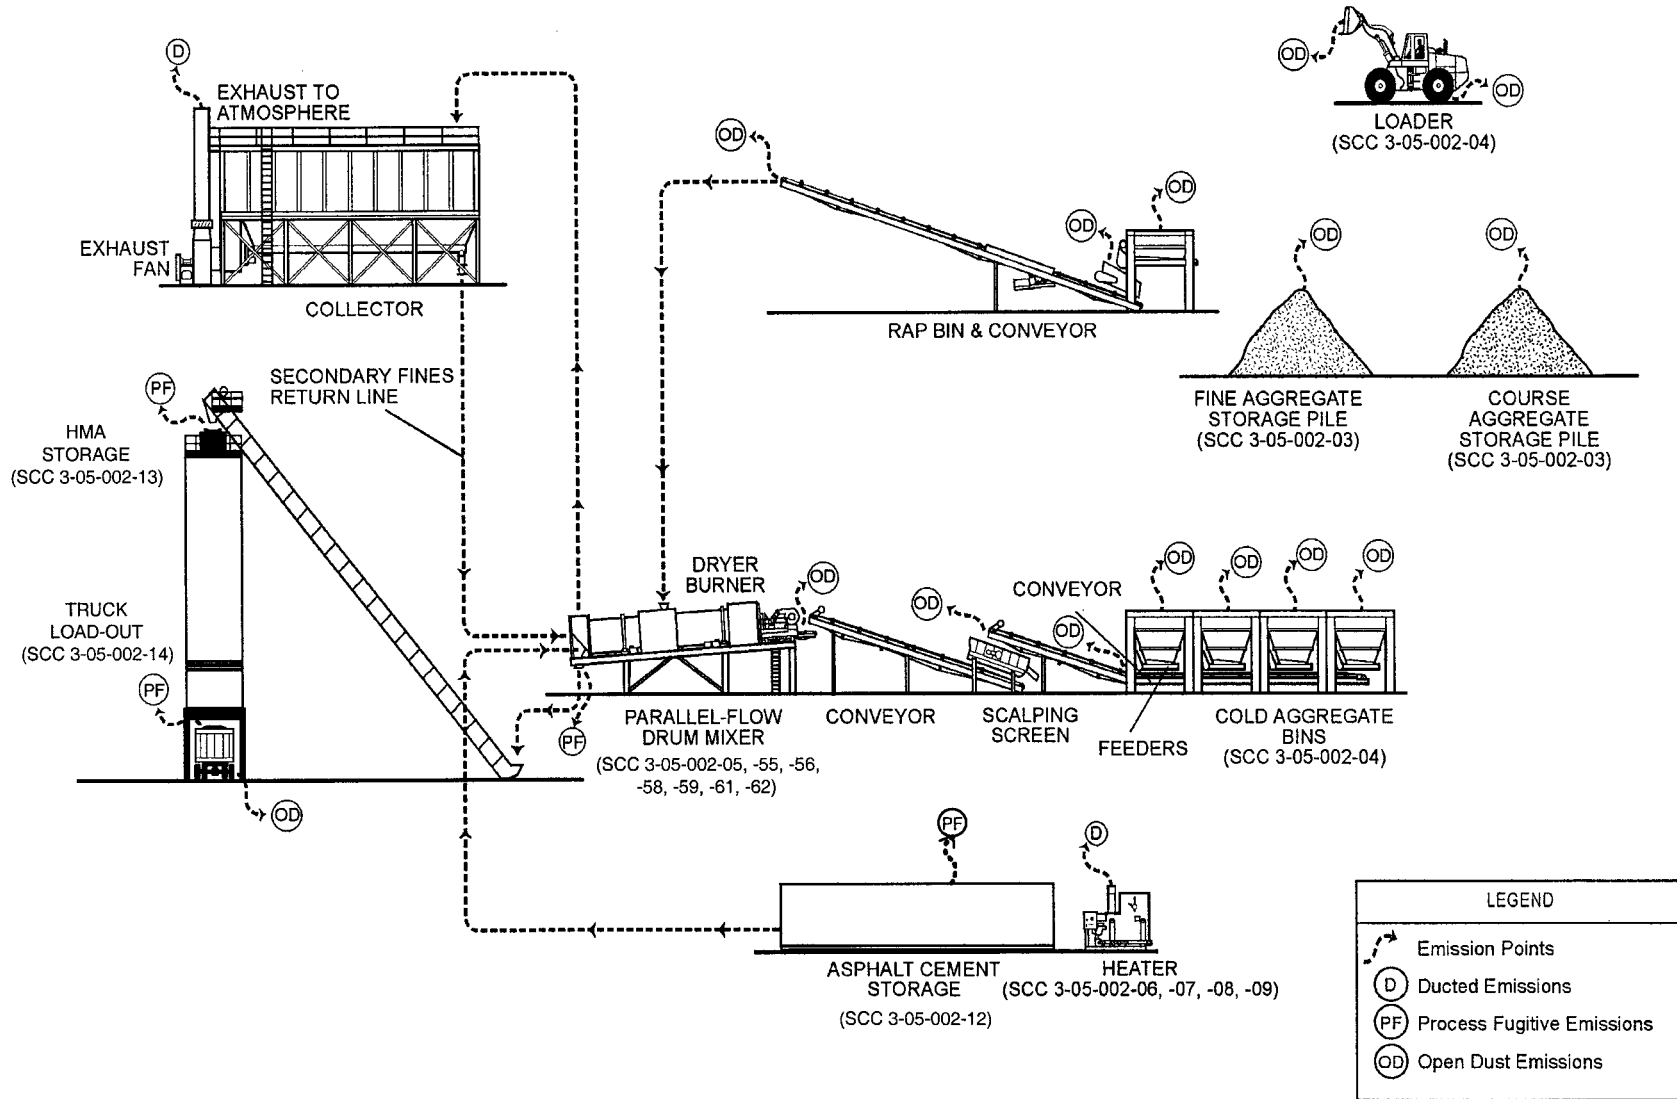 D
EXHAUST TO
ATMOSPHERE
EXHAUST
FAN
COLLECTOR
OD
OD
LOADER
(SCC 3-05-002-04)
OD
OD
OD
RAP BIN & CONVEYOR
OD
OD
FINE AGGREGATE
STORAGE PILE
(SCC 3-05-002-03)
COURSE
AGGREGATE
STORAGE PILE
(SCC 3-05-002-03)
SECONDARY FINES
RETURN LINE
PF
HMA
STORAGE
(SCC 3-05-002-13)
TRUCK
LOAD-OUT
(SCC 3-05-002-14)
PF
OD
DRYER
BURNER
OD
OD
CONVEYOR
OD
OD
OD
OD
OD
PF
PARALLEL-FLOW
DRUM MIXER
(SCC 3-05-002-05, -55, -56,
-58, -59, -61, -62)
CONVEYOR
SCALPING
SCREEN
FEEDERS
COLD AGGREGATE
BINS
(SCC 3-05-002-04)
PF
D
ASPHALT CEMENT
STORAGE
(SCC 3-05-002-12)
HEATER
(SCC 3-05-002-06, -07, -08, -09)
LEGEND
Emission Points
D Ducted Emissions
PF Process Fugitive Emissions
OD Open Dust Emissions